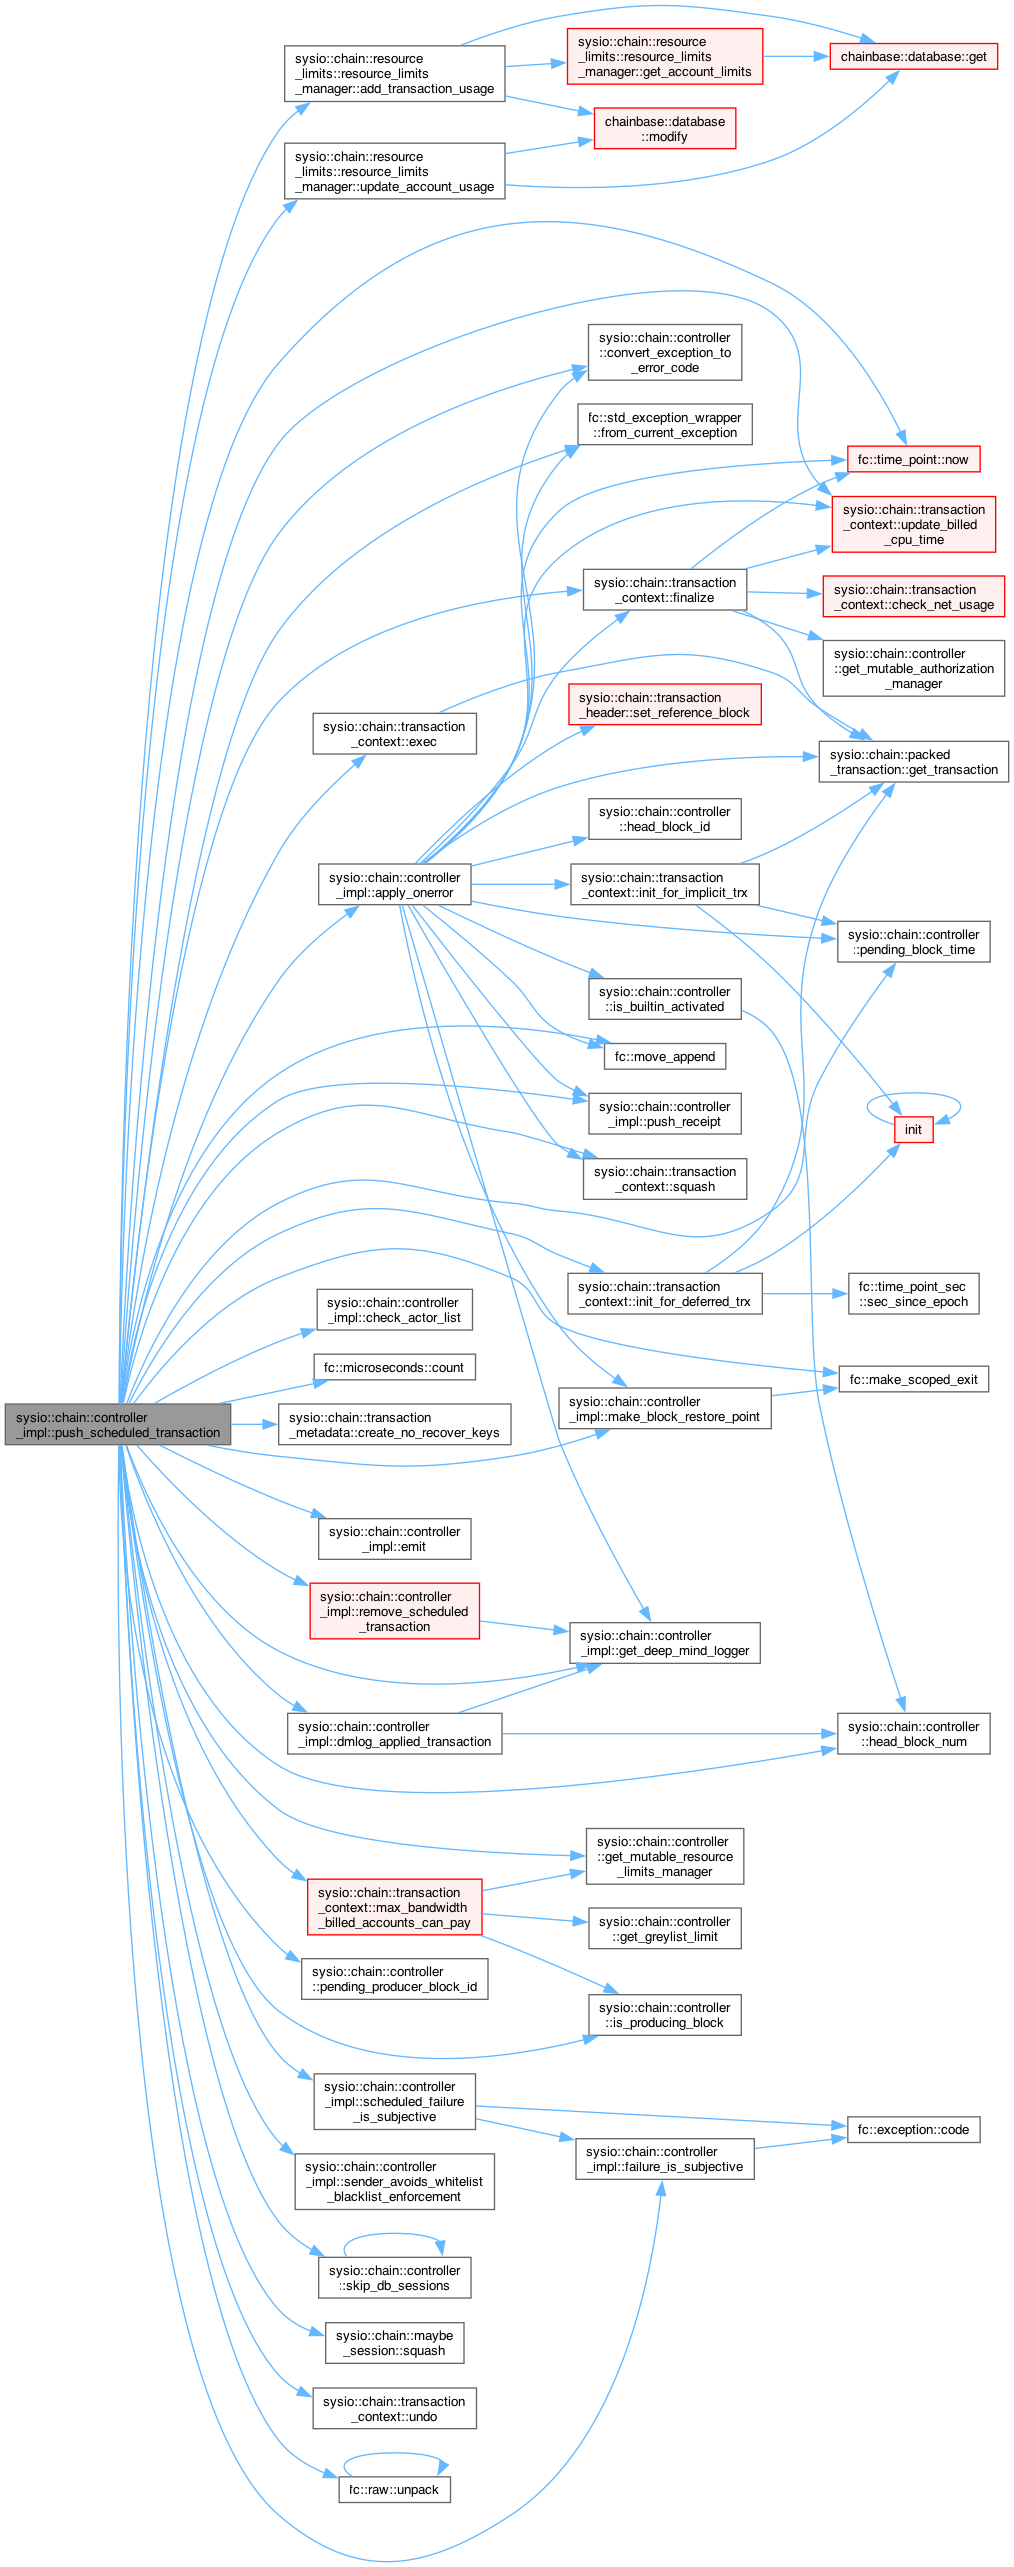 sysio::chain::resource
_limits::resource_limits
_manager::add_transaction_usage
sysio::chain::resource
_limits::resource_limits
_manager::get_account_limits
chainbase::database::get
chainbase::database
::modify
sysio::chain::resource
_limits::resource_limits
_manager::update_account_usage
sysio::chain::controller
::convert_exception_to
_error_code
fc::std_exception_wrapper
::from_current_exception
fc::time_point::now
sysio::chain::transaction
_context::update_billed
_cpu_time
sysio::chain::transaction
_context::finalize
sysio::chain::transaction
_context::check_net_usage
sysio::chain::controller
::get_mutable_authorization
_manager
sysio::chain::transaction
_header::set_reference_block
sysio::chain::transaction
_context::exec
sysio::chain::packed
_transaction::get_transaction
sysio::chain::controller
::head_block_id
sysio::chain::controller
_impl::apply_onerror
sysio::chain::transaction
_context::init_for_implicit_trx
sysio::chain::controller
::pending_block_time
sysio::chain::controller
::is_builtin_activated
fc::move_append
sysio::chain::controller
_impl::push_receipt
init
sysio::chain::transaction
_context::squash
sysio::chain::transaction
_context::init_for_deferred_trx
fc::time_point_sec
::sec_since_epoch
sysio::chain::controller
_impl::check_actor_list
fc::microseconds::count
fc::make_scoped_exit
sysio::chain::controller
_impl::push_scheduled_transaction
sysio::chain::transaction
_metadata::create_no_recover_keys
sysio::chain::controller
_impl::make_block_restore_point
sysio::chain::controller
_impl::emit
sysio::chain::controller
_impl::remove_scheduled
_transaction
sysio::chain::controller
_impl::get_deep_mind_logger
sysio::chain::controller
_impl::dmlog_applied_transaction
sysio::chain::controller
::head_block_num
sysio::chain::controller
::get_mutable_resource
_limits_manager
sysio::chain::transaction
_context::max_bandwidth
_billed_accounts_can_pay
sysio::chain::controller
::get_greylist_limit
sysio::chain::controller
::pending_producer_block_id
sysio::chain::controller
::is_producing_block
sysio::chain::controller
_impl::scheduled_failure
_is_subjective
fc::exception::code
sysio::chain::controller
_impl::failure_is_subjective
sysio::chain::controller
_impl::sender_avoids_whitelist
_blacklist_enforcement
sysio::chain::controller
::skip_db_sessions
sysio::chain::maybe
_session::squash
sysio::chain::transaction
_context::undo
fc::raw::unpack